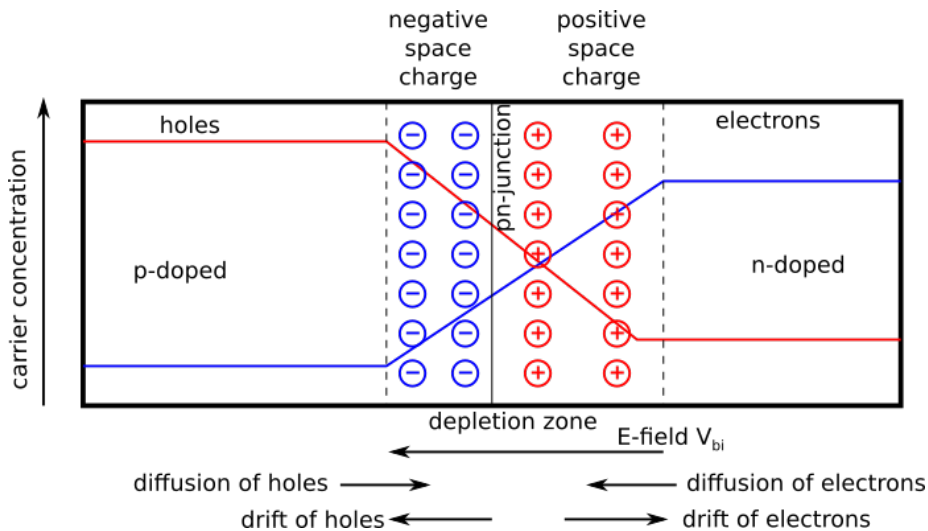 negative
space
charge
positive
space
charge
holes
electrons
pn-junction
carrier concentration
p-doped
n-doped
depletion zone
E-field Vbi
diffusion of holes
diffusion of electrons
drift of holes
drift of electrons